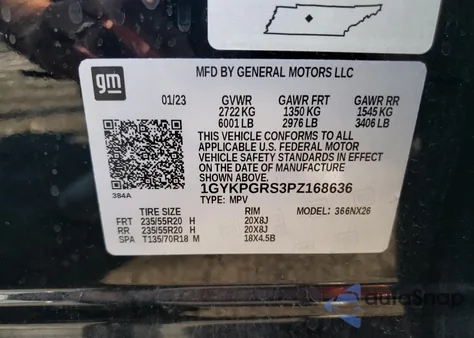 gm
MFD BY GENERAL MOTORS LLC
01/23 GVWR GAWR FRT GAWR RR
2722 KG 1350 KG 1545 KG
6001 LB 2976 LB 3406 LB
THIS VEHICLE CONFORMS TO ALL
APPLICABLE U.S. FEDERAL MOTOR
VEHICLE SAFETY STANDARDS IN EFFECT
ON THE DATE OF MANUFACTURE
SHOWN ABOVE.
1GYKPGRS3PZ168636
TYPE: MPV MODEL: 366NX26
384A
TIRE SIZE RIM
FRT 235/55R20 H 20X8J
RR 235/55R20 H 20X8J
SPA T135/70R18 M 18X4.5B
autoSnap